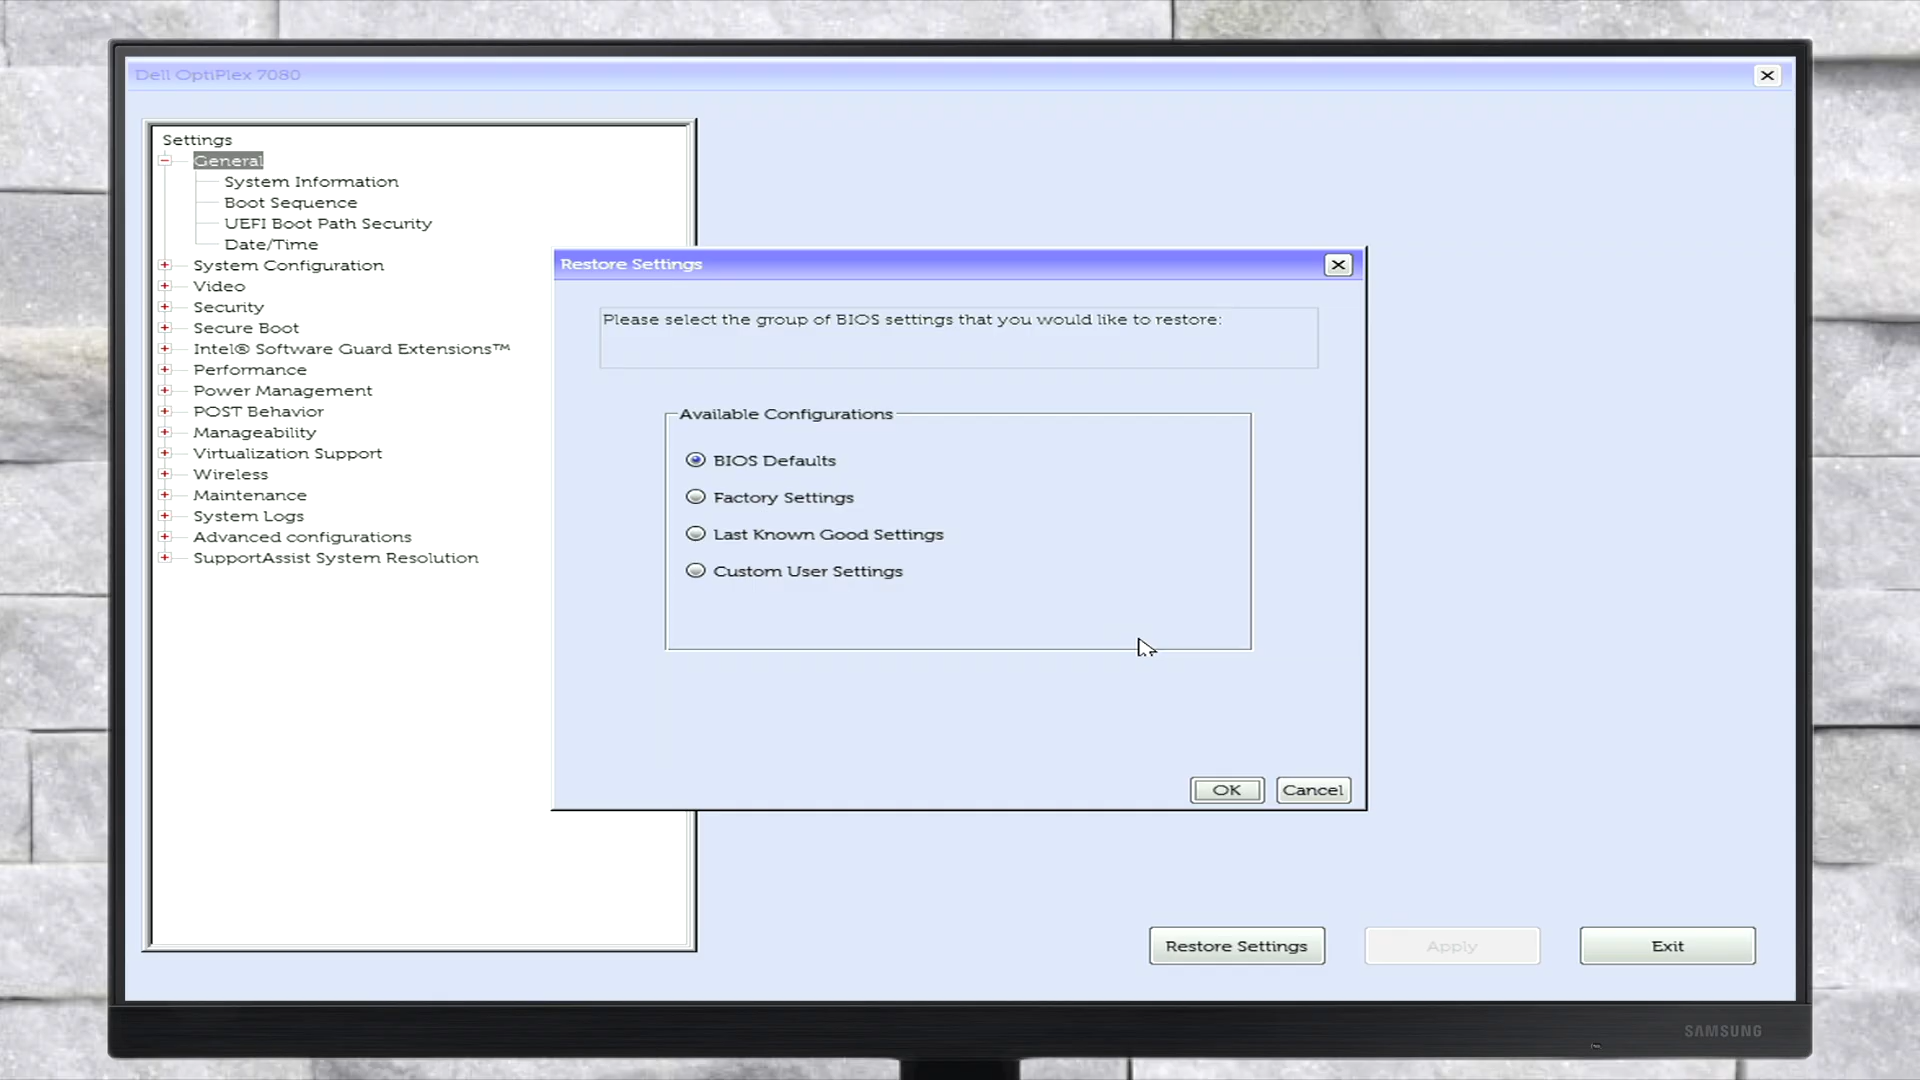 Dell OptiPlex 7080
Settings
General
System Information
Boot Sequence
UEFI Boot Path Security
Date/Time
System Configuration
Video
Security
Secure Boot
Intel® Software Guard Extensions™
Performance
Power Management
POST Behavior
Manageability
Virtualization Support
Wireless
Maintenance
System Logs
Advanced configurations
SupportAssist System Resolution
Restore Settings
Please select the group of BIOS settings that you would like to restore:
Available Configurations
BIOS Defaults
Factory Settings
Last Known Good Settings
Custom User Settings
OK Cancel
Restore Settings Apply Exit
SAMSUNG